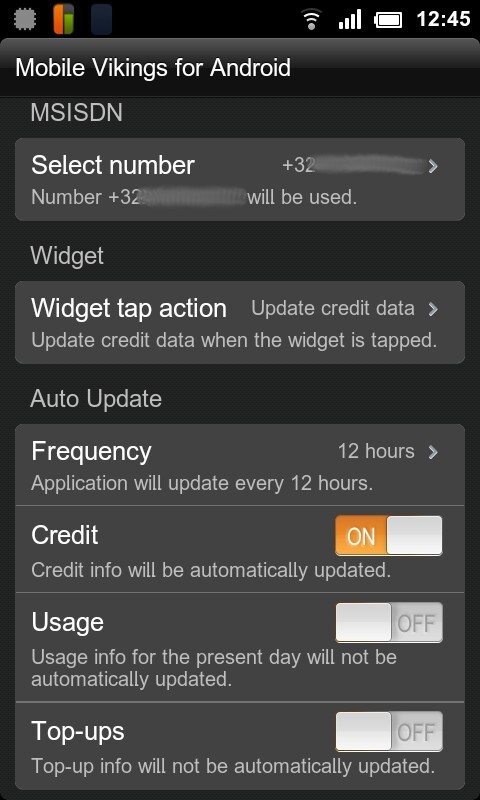 12:45
Mobile Vikings for Android
MSISDN
Select number +32
Number +32 will be used.
Widget
Widget tap action Update credit data
Update credit data when the widget is tapped.
Auto Update
Frequency 12 hours
Application will update every 12 hours.
Credit ON
Credit info will be automatically updated.
Usage OFF
Usage info for the present day will not be
automatically updated.
Top-ups OFF
Top-up info will not be automatically updated.